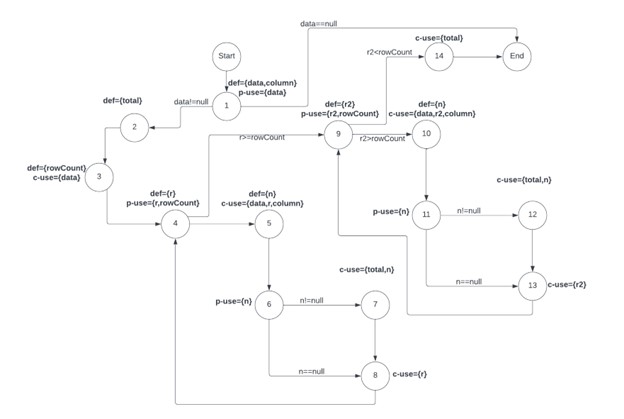 data==null
c-use={total}
r2<rowCount
14
End
Start
def={data,column}
p-use={data}
1
data!=null
def={total}
2
def={r2}
p-use={r2,rowCount}
9
r2>rowCount
def={n}
c-use={data,r2,column}
10
r>=rowCount
def={rowCount}
c-use={data}
3
def={r}
p-use={r,rowCount}
4
def={n}
c-use={data,r,column}
5
c-use={total,n}
p-use={n}
11
n!=null
12
c-use={total,n}
n==null
13
c-use={r2}
p-use={n}
6
n!=null
7
n==null
8
c-use={r}